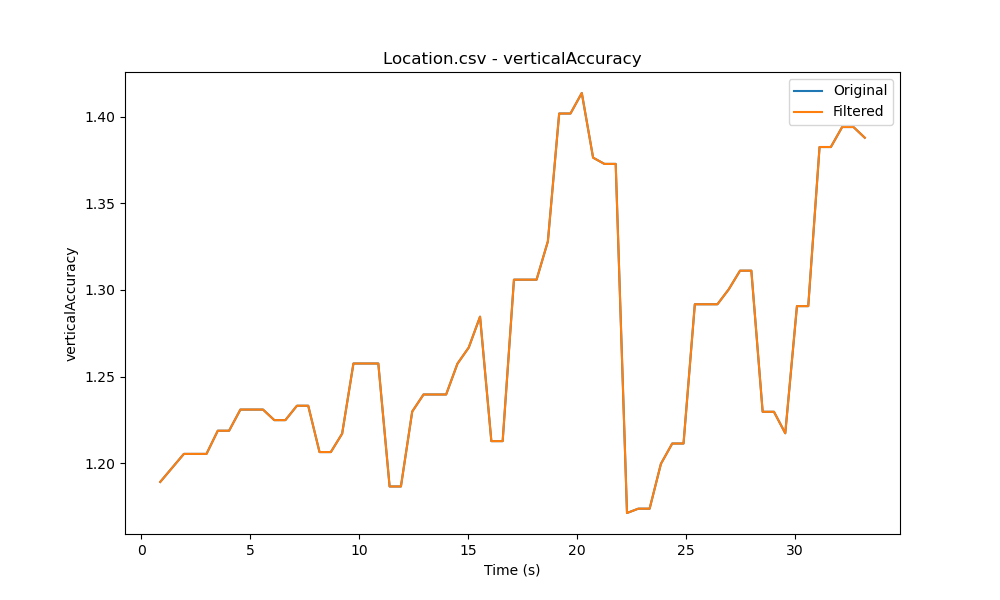 Location.csv - verticalAccuracy
Original
Filtered
verticalAccuracy
1.40
1.35
1.30
1.25
1.20
0 5 10 15 20 25 30
Time (s)